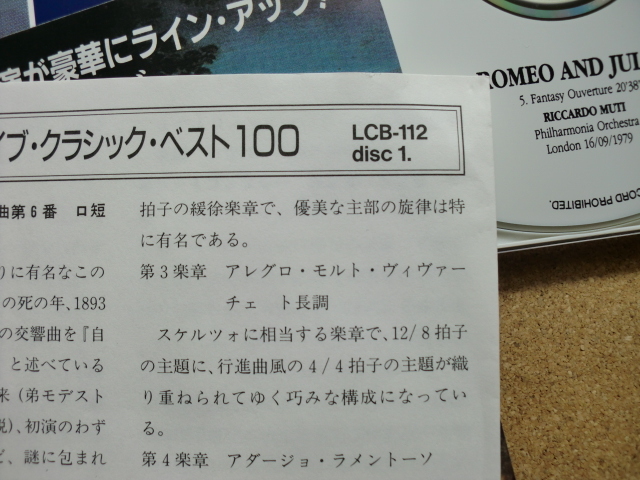 演が豪華にライン・アップ!
イブ・クラシック・ベスト100
LCB-112
disc 1.
曲第6番 ロ短
りに有名なこの
の死の年、1893
の交響曲を『自
と述べている
来(弟モデスト
説)、初演のわず
ど、謎に包まれ
拍子の緩徐楽章で、優美な主部の旋律は特
に有名である。
第3楽章 アレグロ・モルト・ヴィヴァー
チェ ト長調
スケルツォに相当する楽章で、12/8拍子
の主題に、行進曲風の4/4拍子の主題が織
り重ねられてゆく巧みな構成になってい
る。
第4楽章 アダージョ・ラメントーソ
ROMEO AND JUL
5. Fantasy Ouverture 20'38"
RICCARDO MUTI
Philharmonia Orchestra
London 16/09/1979
CORD PROHIBITED.